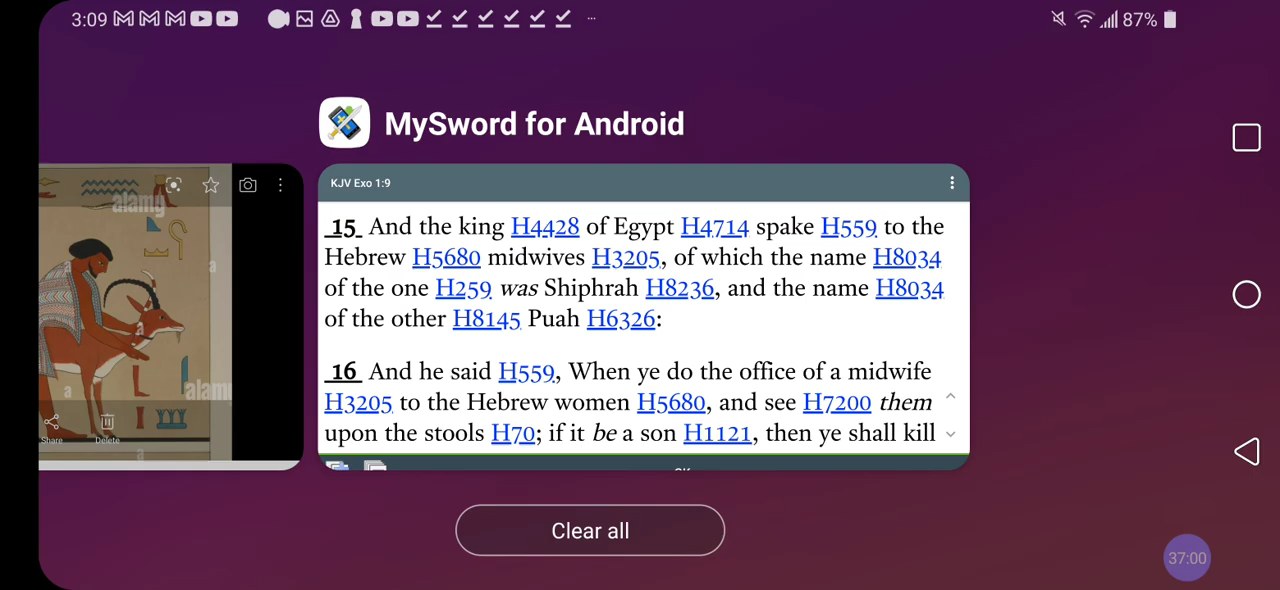 3:09
87%
MySword for Android
alamy
a
a
a
a
alam
a
Share
Delete
KJV Exo 1:9
15 And the king H4428 of Egypt H4714 spake H559 to the
Hebrew H5680 midwives H3205, of which the name H8034
of the one H259 was Shiphrah H8236, and the name H8034
of the other H8145 Puah H6326:
16 And he said H559, When ye do the office of a midwife
H3205 to the Hebrew women H5680, and see H7200 them
upon the stools H70; if it be a son H1121, then ye shall kill
Clear all
37:00